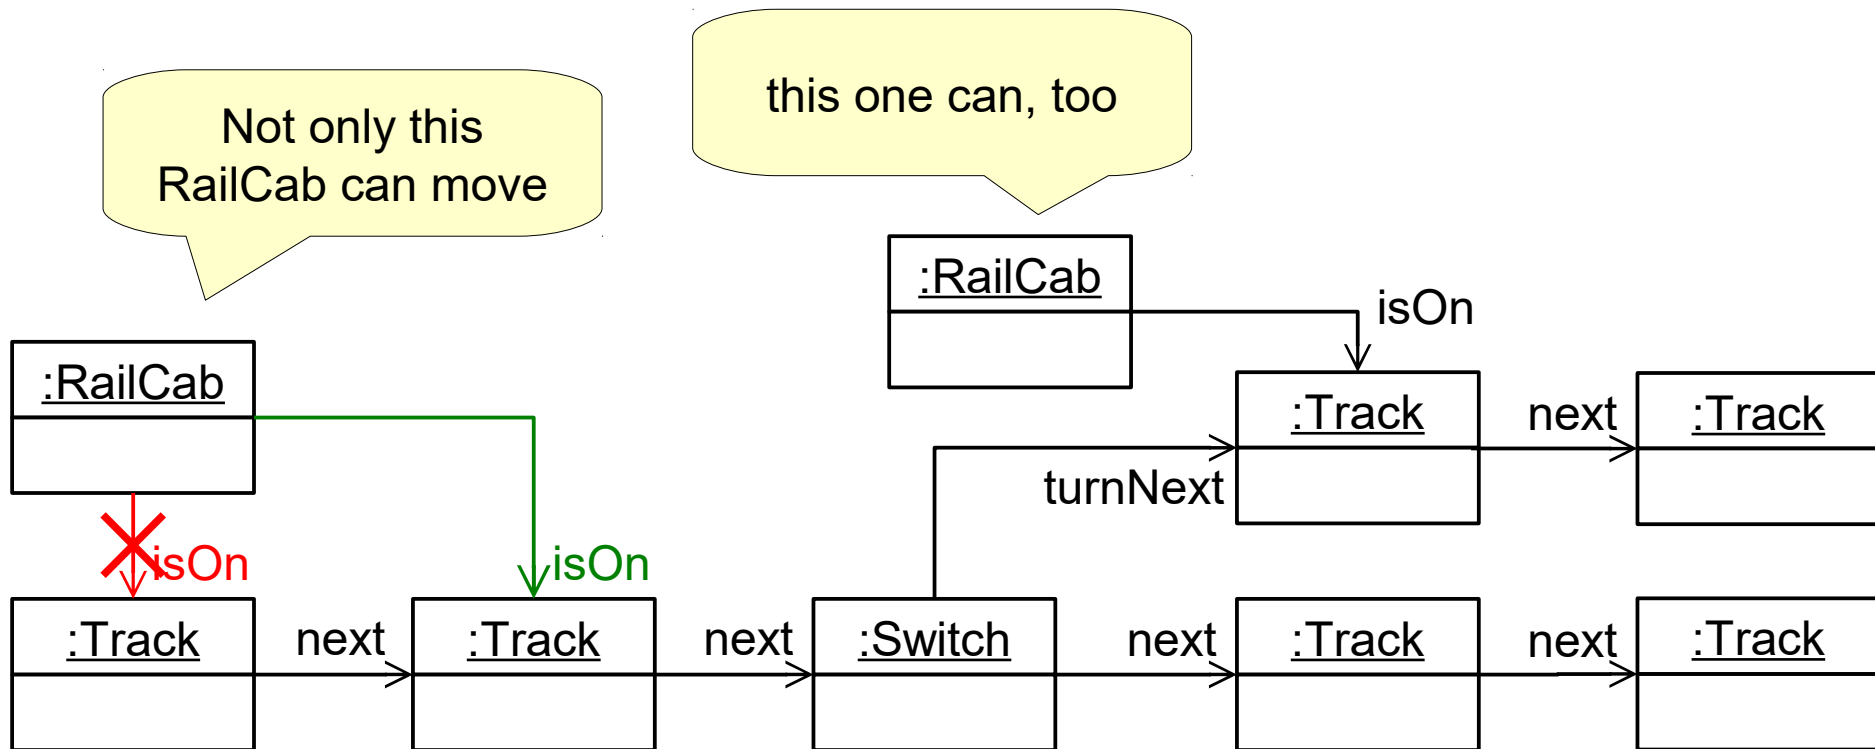 Not only this
RailCab can move
this one can, too
:RailCab
isOn
:RailCab
:Track
next
:Track
turnNext
isOn
isOn
:Track
next
:Track
next
:Switch
next
:Track
next
:Track